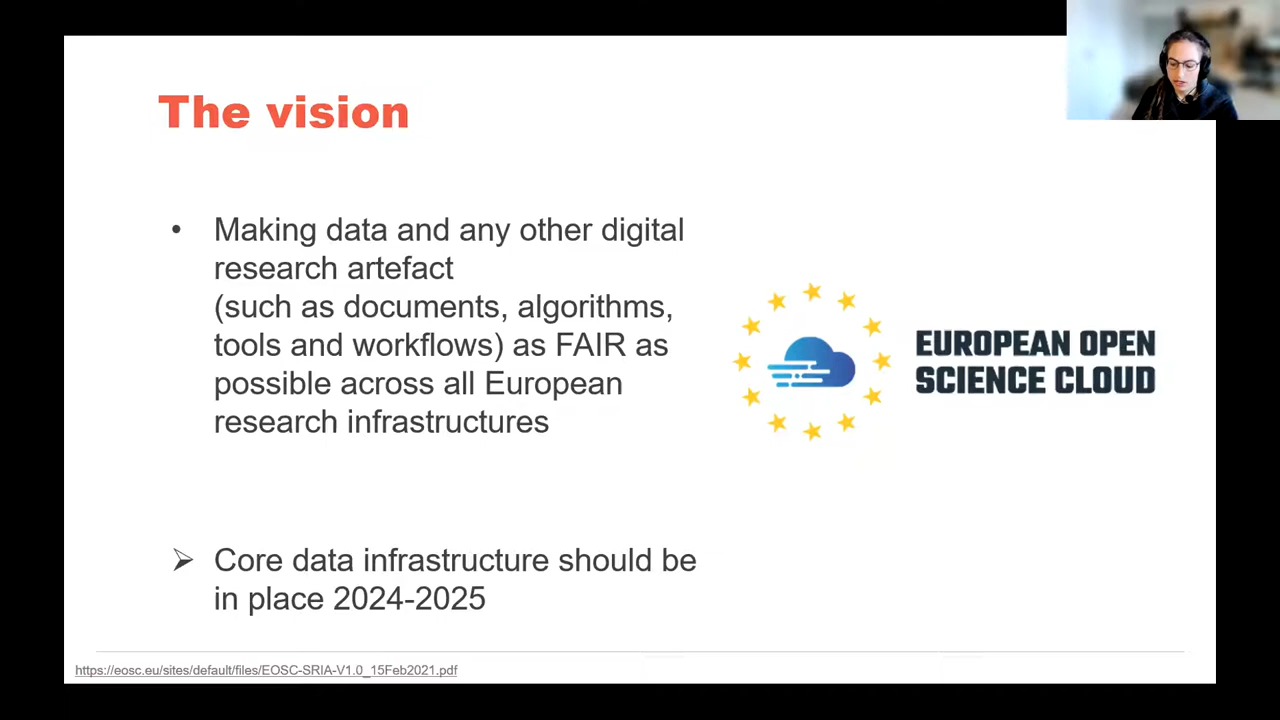 The vision
• Making data and any other digital
research artefact
(such as documents, algorithms,
tools and workflows) as FAIR as
possible across all European
research infrastructures
EUROPEAN OPEN
SCIENCE CLOUD
➢ Core data infrastructure should be
in place 2024-2025
https://eosc.eu/sites/default/files/EOSC-SRIA-V1.0_15Feb2021.pdf